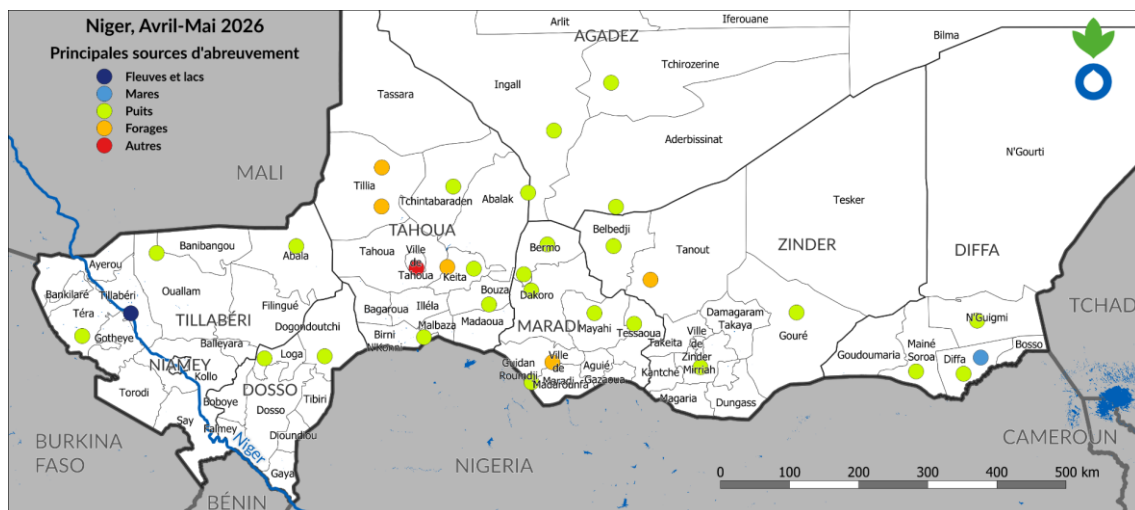 Niger, Avril-Mai 2026
Principales sources d'abreuvement
Fleuves et lacs
Mares
Puits
Forages
Autres
Arlit
Iferouane
AGADEZ
Bilma
Tchirozerine
Ingall
Tassara
Aderbissinat
N'Gourti
MALI
Tillia
Tchintabaraden
Abalak
Tesker
TAHOUA
Belbedji
Banibangou
Abala
Tahoua
Ville de Tahoua
Bermo
Tanout
ZINDER
DIFFA
Ayerou
Keita
Bankilaré
Tillabéri
Ouallam
Filingué
Bouza
Dakoro
TCHAD
Téra
Bagaroua
Illéla
Madaoua
Damagaram Takaya
N'Guigmi
Gotheye
TILLABÉRI
Dogondoutchi
Malbaza
MARADI
Mayahi
Tessaoua
Gouré
Birni N'Konni
Balleyara
Takeita
Ville de Zinder
Goudoumaria
Mainé Soroa
Diffa
Bosso
NIAMEY
Kollo
Loga
Guidan Roumdji
Ville de Maradi
Aguié
Gazaoua
Kantché
Mirriah
Madarounfa
Torodi
DOSSO
Boboye
Tibiri
Magaria
Dungass
Say
Falmey
Dosso
Dioundiou
Niger
Gaya
BURKINA FASO
NIGERIA
CAMEROUN
BÉNIN
0 100 200 300 400 500 km